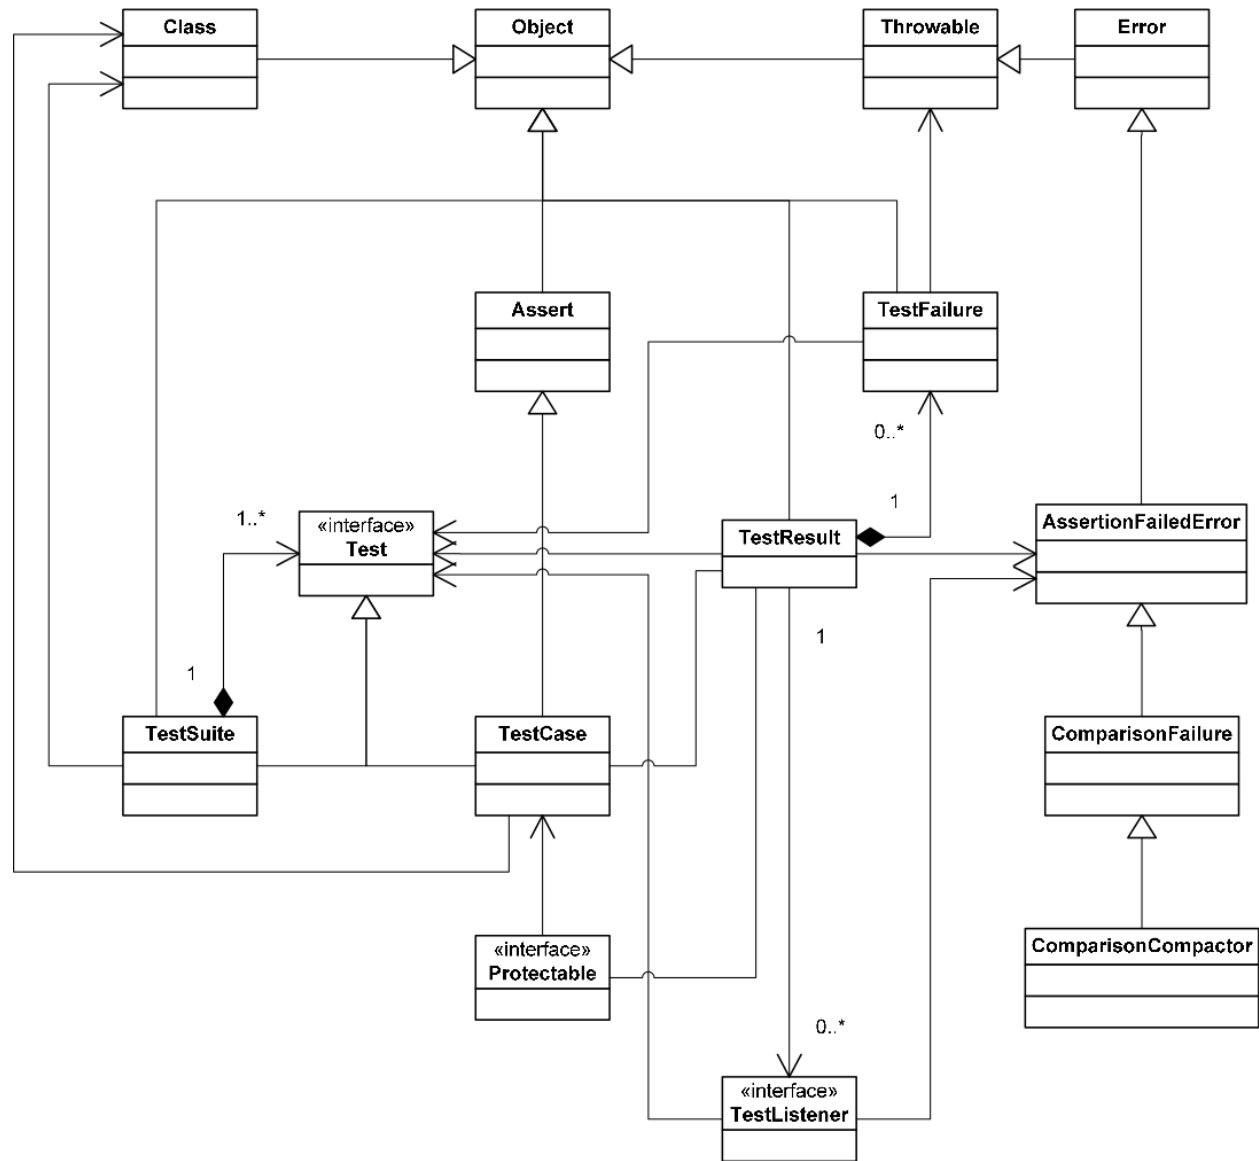 Class
Object
Throwable
Error
Assert
TestFailure
0..*
1
1..*
«interface»
Test
TestResult
AssertionFailedError
1
1
TestSuite
TestCase
ComparisonFailure
«interface»
Protectable
ComparisonCompactor
0..*
«interface»
TestListener